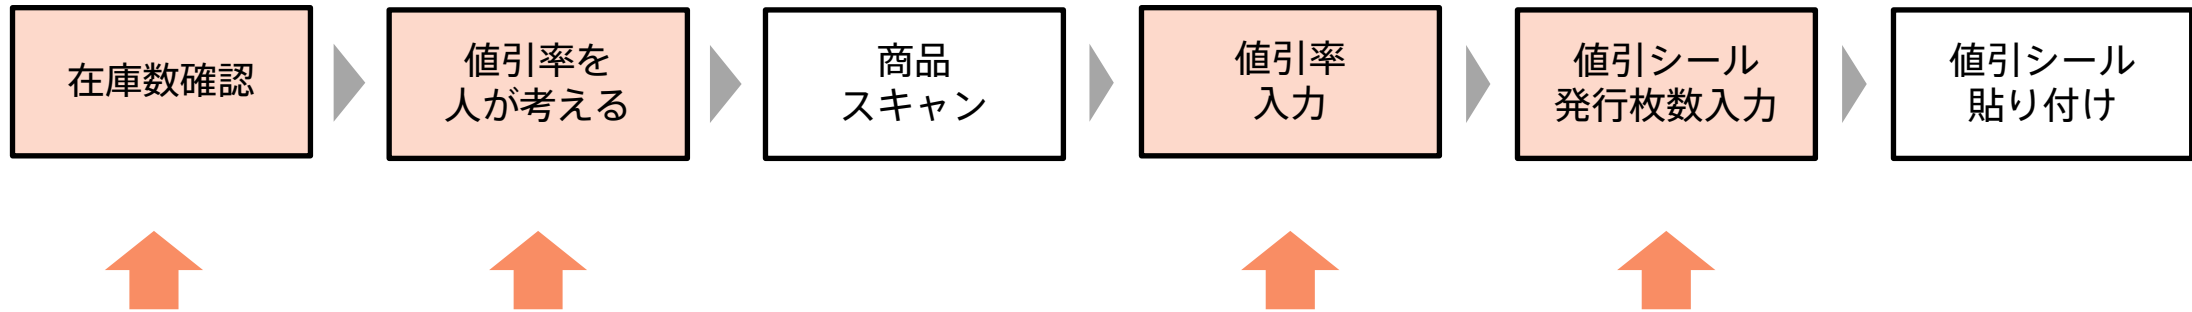 在庫数確認
値引率を
人が考える
商品
スキャン
値引率
入力
値引シール
発行枚数入力
値引シール
貼り付け